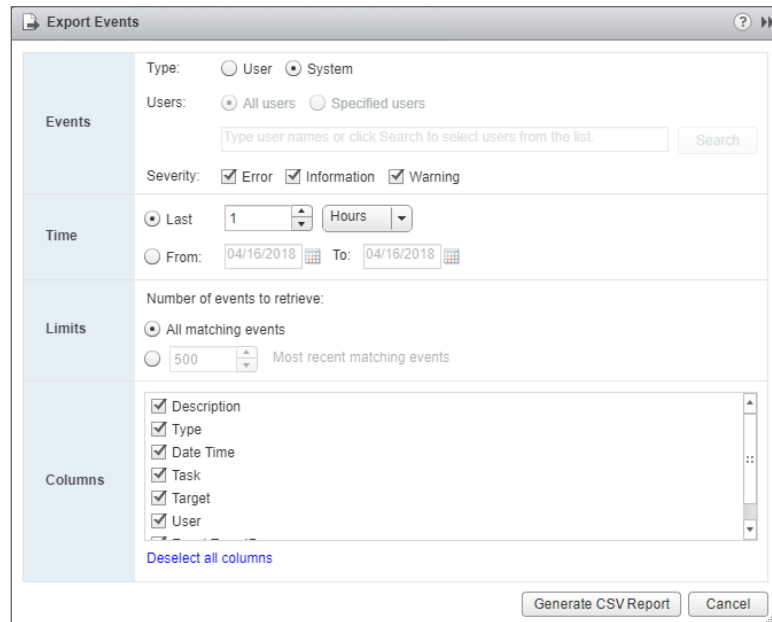 Export Events
?
Type: User System
Users: All users Specified users
Events
Type user names or click Search to select users from the list. Search
Severity: Error Information Warning
Last 1 Hours
Time
From: 04/16/2018 To: 04/16/2018
Number of events to retrieve:
Limits
All matching events
500 Most recent matching events
Description
Type
Date Time
Task
Columns
Target
User
Deselect all columns
Generate CSV Report Cancel